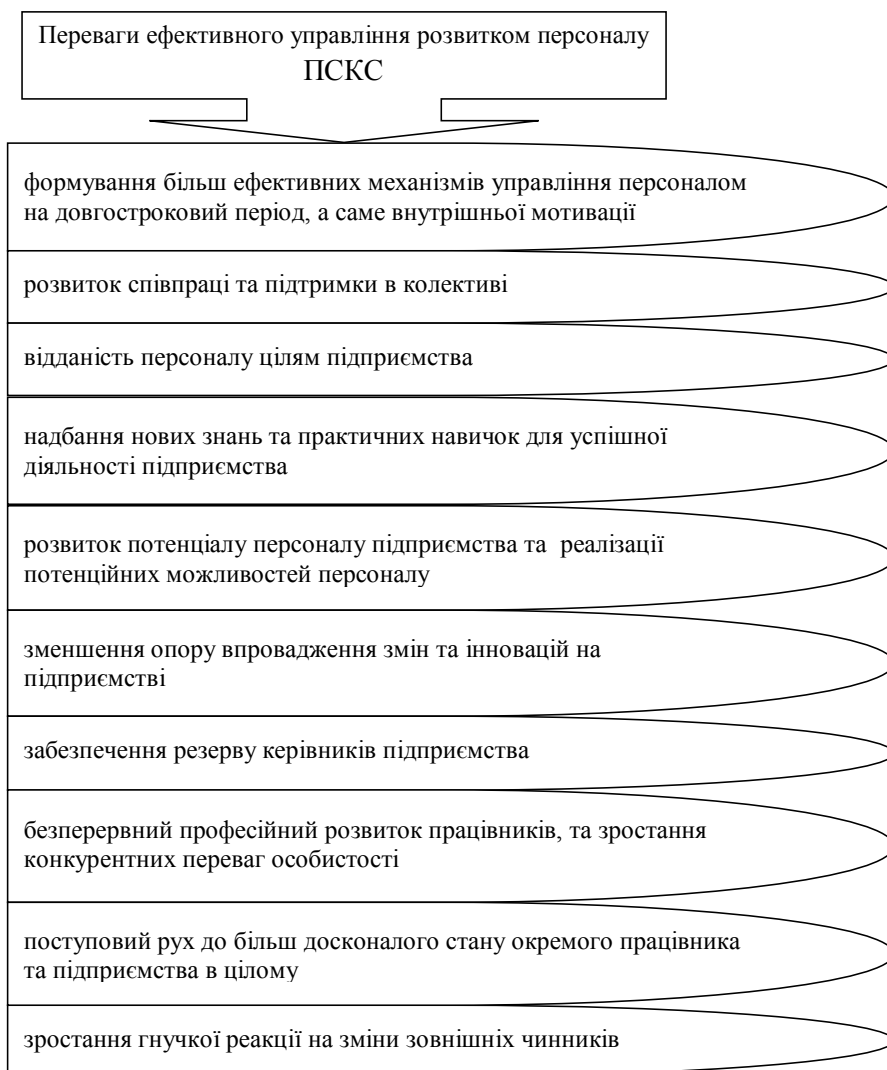 Переваги ефективного управління розвитком персоналу
ПСКС
формування більш ефективних механізмів управління персоналом
на довгостроковий період, а саме внутрішньої мотивації
розвиток співпраці та підтримки в колективі
відданість персоналу цілям підприємства
надбання нових знань та практичних навичок для успішної
діяльності підприємства
розвиток потенціалу персоналу підприємства та реалізації
потенційних можливостей персоналу
зменшення опору впровадження змін та інновацій на
підприємстві
забезпечення резерву керівників підприємства
безперервний професійний розвиток працівників, та зростання
конкурентних переваг особистості
поступовий рух до більш досконалого стану окремого працівника
та підприємства в цілому
зростання гнучкої реакції на зміни зовнішніх чинників